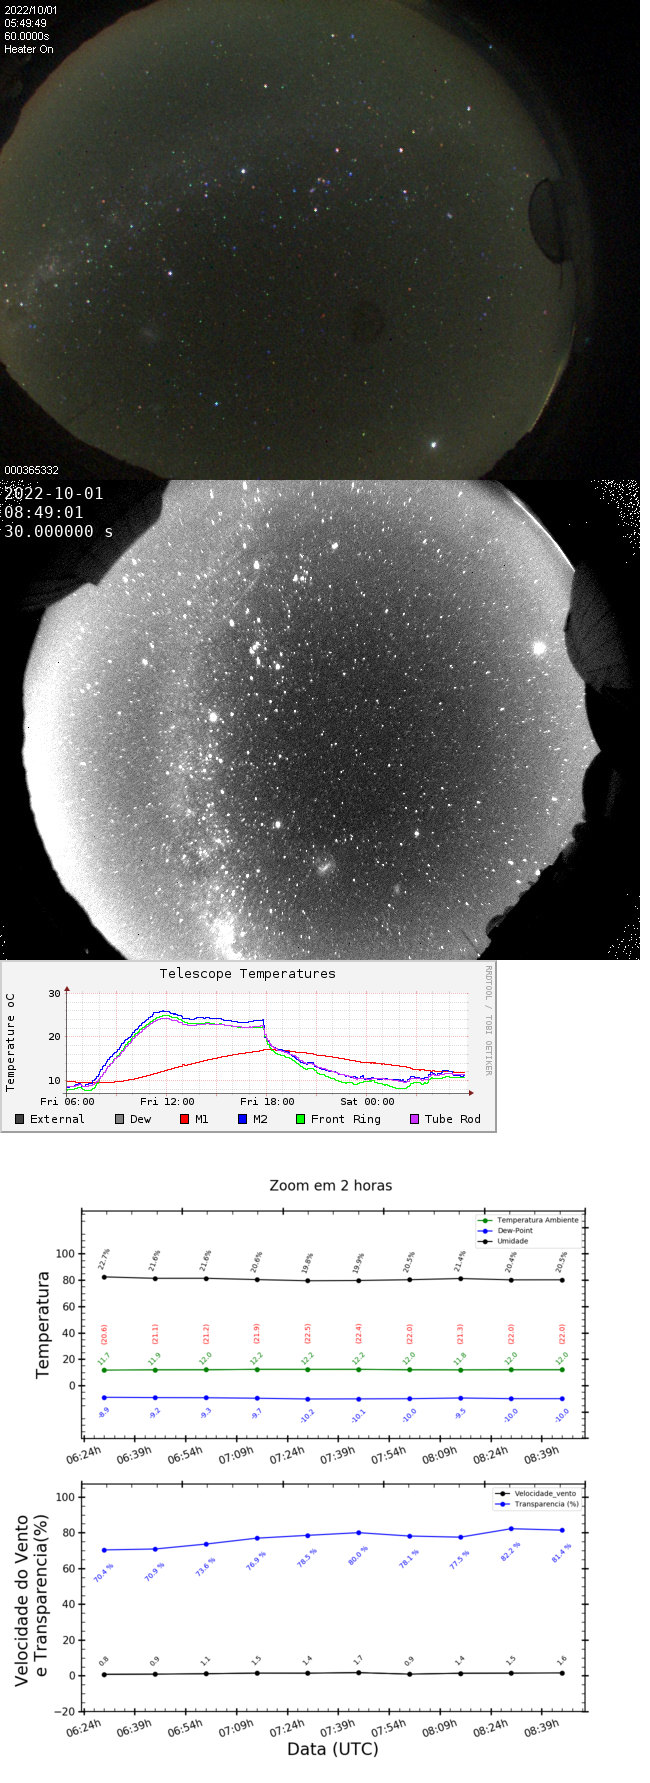 2022/10/01
05:49:49
60.0000s
Heater On
000365332
2022-10-01
08:49:01
30.000000 s
Telescope Temperatures
RRDTOOL / TOBI OETIKER
Temperature oC
30
20
10
Fri 06:00 Fri 12:00 Fri 18:00 Sat 00:00
External Dew M1 M2 Front Ring Tube Rod
Zoom em 2 horas
Temperatura Ambiente
Dew-Point
Umidade
Temperatura
100
80
60
40
20
0
22.7% 21.6% 21.6% 20.6% 19.8% 19.9% 20.5% 21.4% 20.4% 20.5%
(20.6) (21.1) (21.2) (21.9) (22.5) (22.4) (22.0) (21.3) (22.0) (22.0)
11.7 11.9 12.0 12.2 12.2 12.2 12.0 11.8 12.0 12.0
-8.9 -9.2 -9.3 -9.7 -10.2 -10.1 -10.0 -9.5 -10.0 -10.0
06:24h 06:39h 06:54h 07:09h 07:24h 07:39h 07:54h 08:09h 08:24h 08:39h
Velocidade_vento
Transparencia (%)
Velocidade do Vento
e Transparencia(%)
100
80
60
40
20
0
−20
70.4 % 70.9 % 73.6 % 76.9 % 78.5 % 80.0 % 78.1 % 77.5 % 82.2 % 81.4 %
0.8 0.9 1.1 1.5 1.4 1.7 0.9 1.4 1.5 1.6
06:24h 06:39h 06:54h 07:09h 07:24h 07:39h 07:54h 08:09h 08:24h 08:39h
Data (UTC)